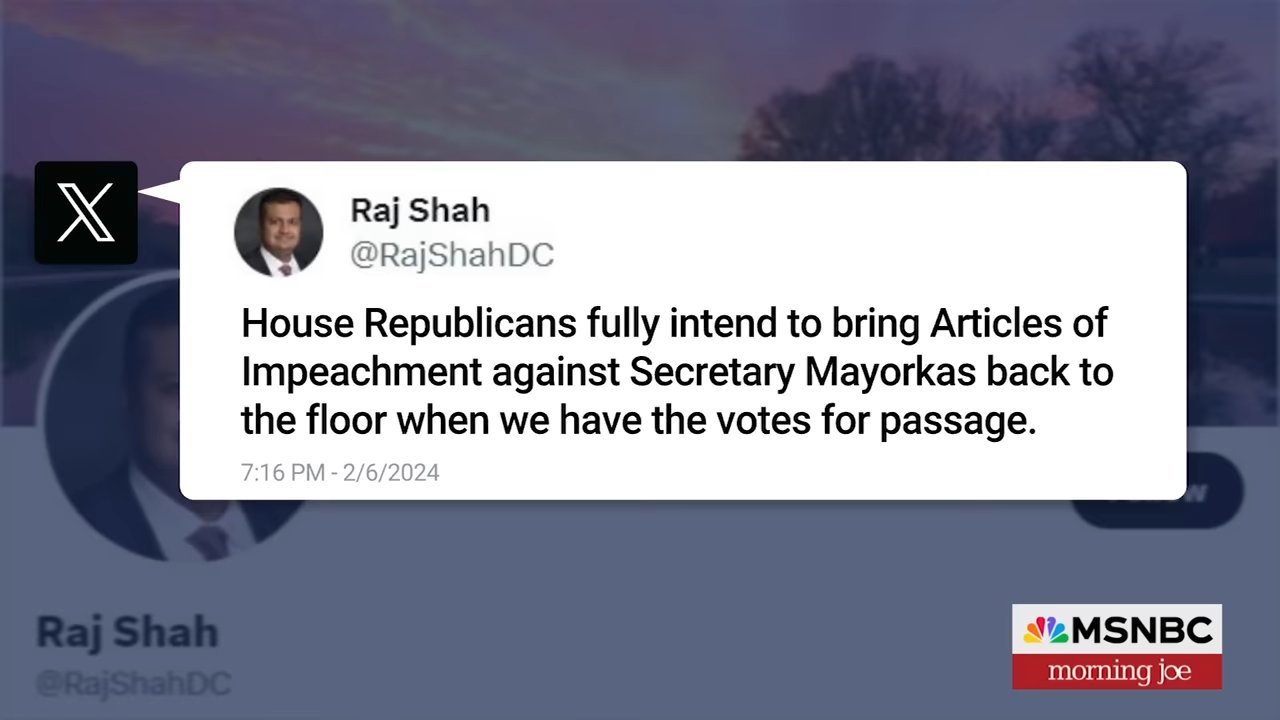 Raj Shah
@RajShahDC
House Republicans fully intend to bring Articles of
Impeachment against Secretary Mayorkas back to
the floor when we have the votes for passage.
7:16 PM - 2/6/2024
Raj Shah
@RajShahDC
MSNBC
morning joe